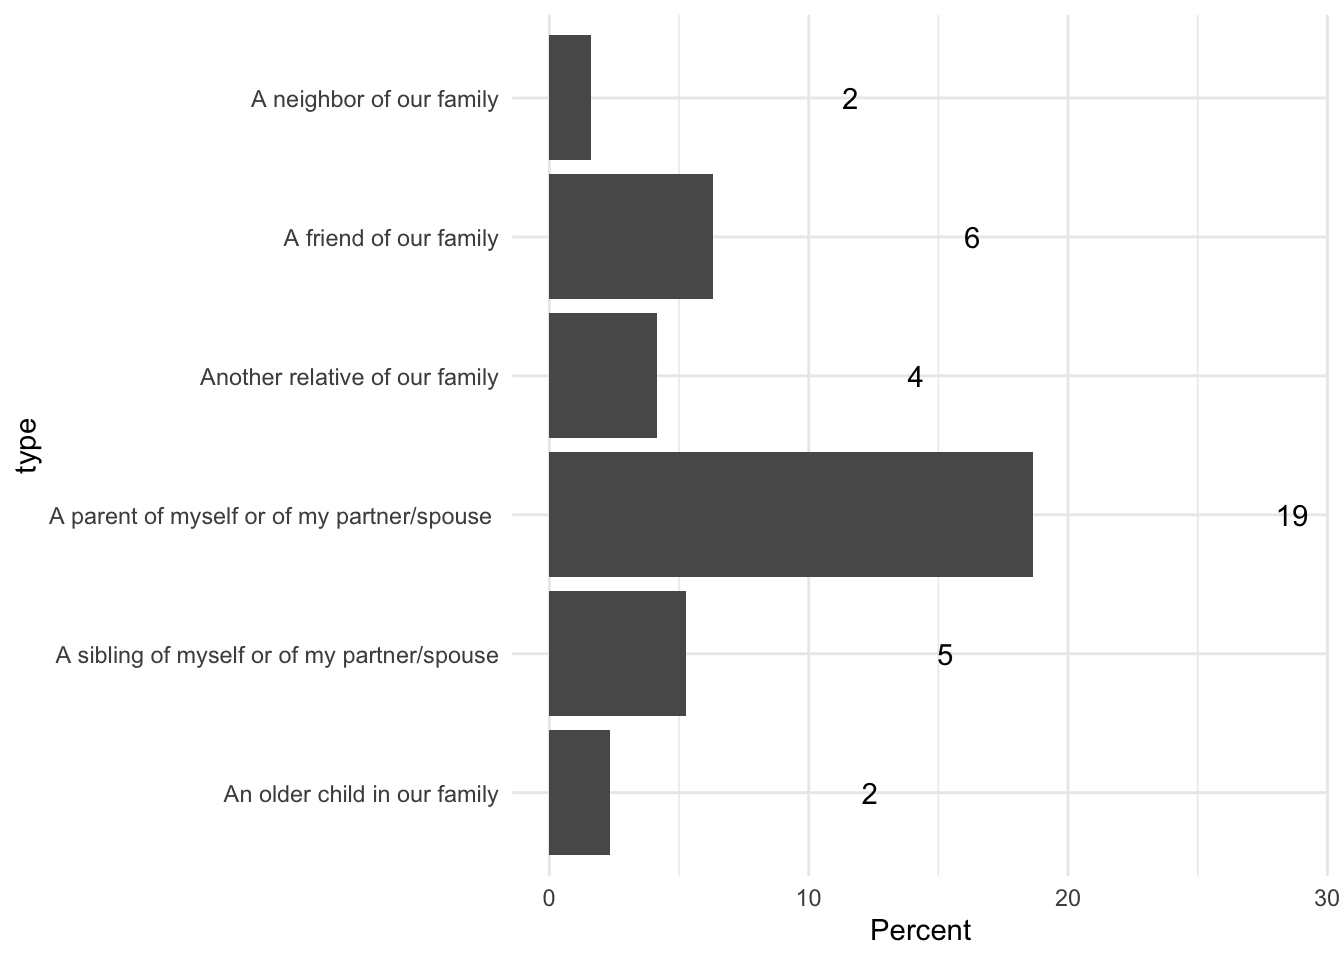 A neighbor of our family
2
A friend of our family
6
Another relative of our family
4
type
A parent of myself or of my partner/spouse
19
A sibling of myself or of my partner/spouse
5
An older child in our family
2
0 10 20 30
Percent